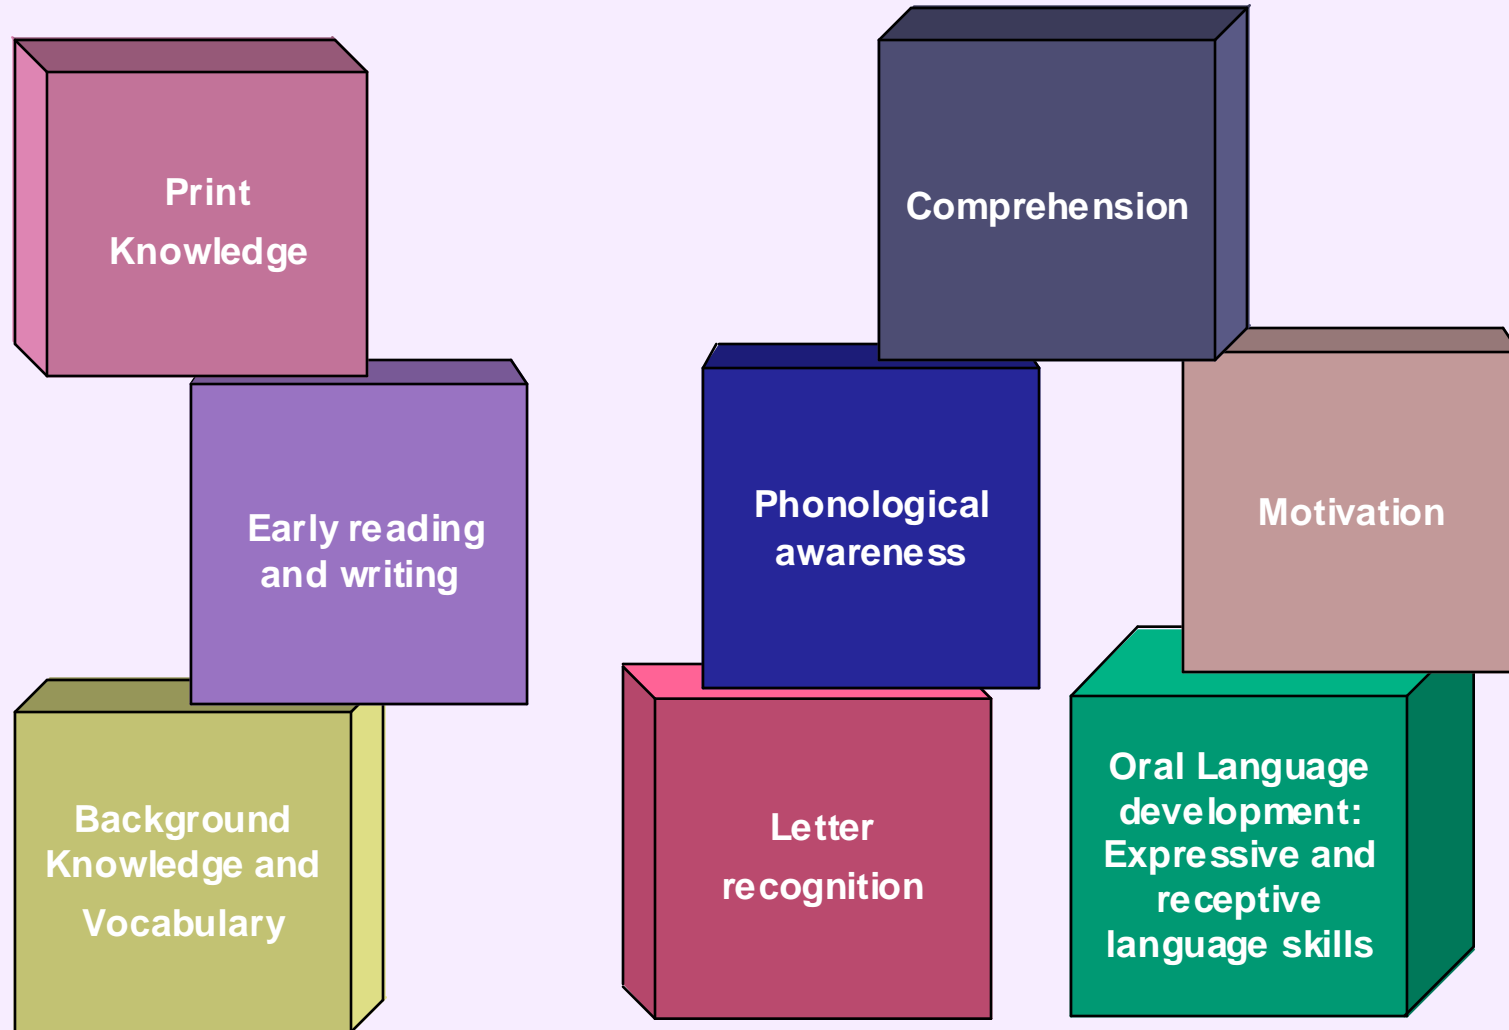 Print
Knowledge
Comprehension
Early reading
and writing
Phonological
awareness
Motivation
Background
Knowledge and
Vocabulary
Letter
recognition
Oral Language
development:
Expressive and
receptive
language skills